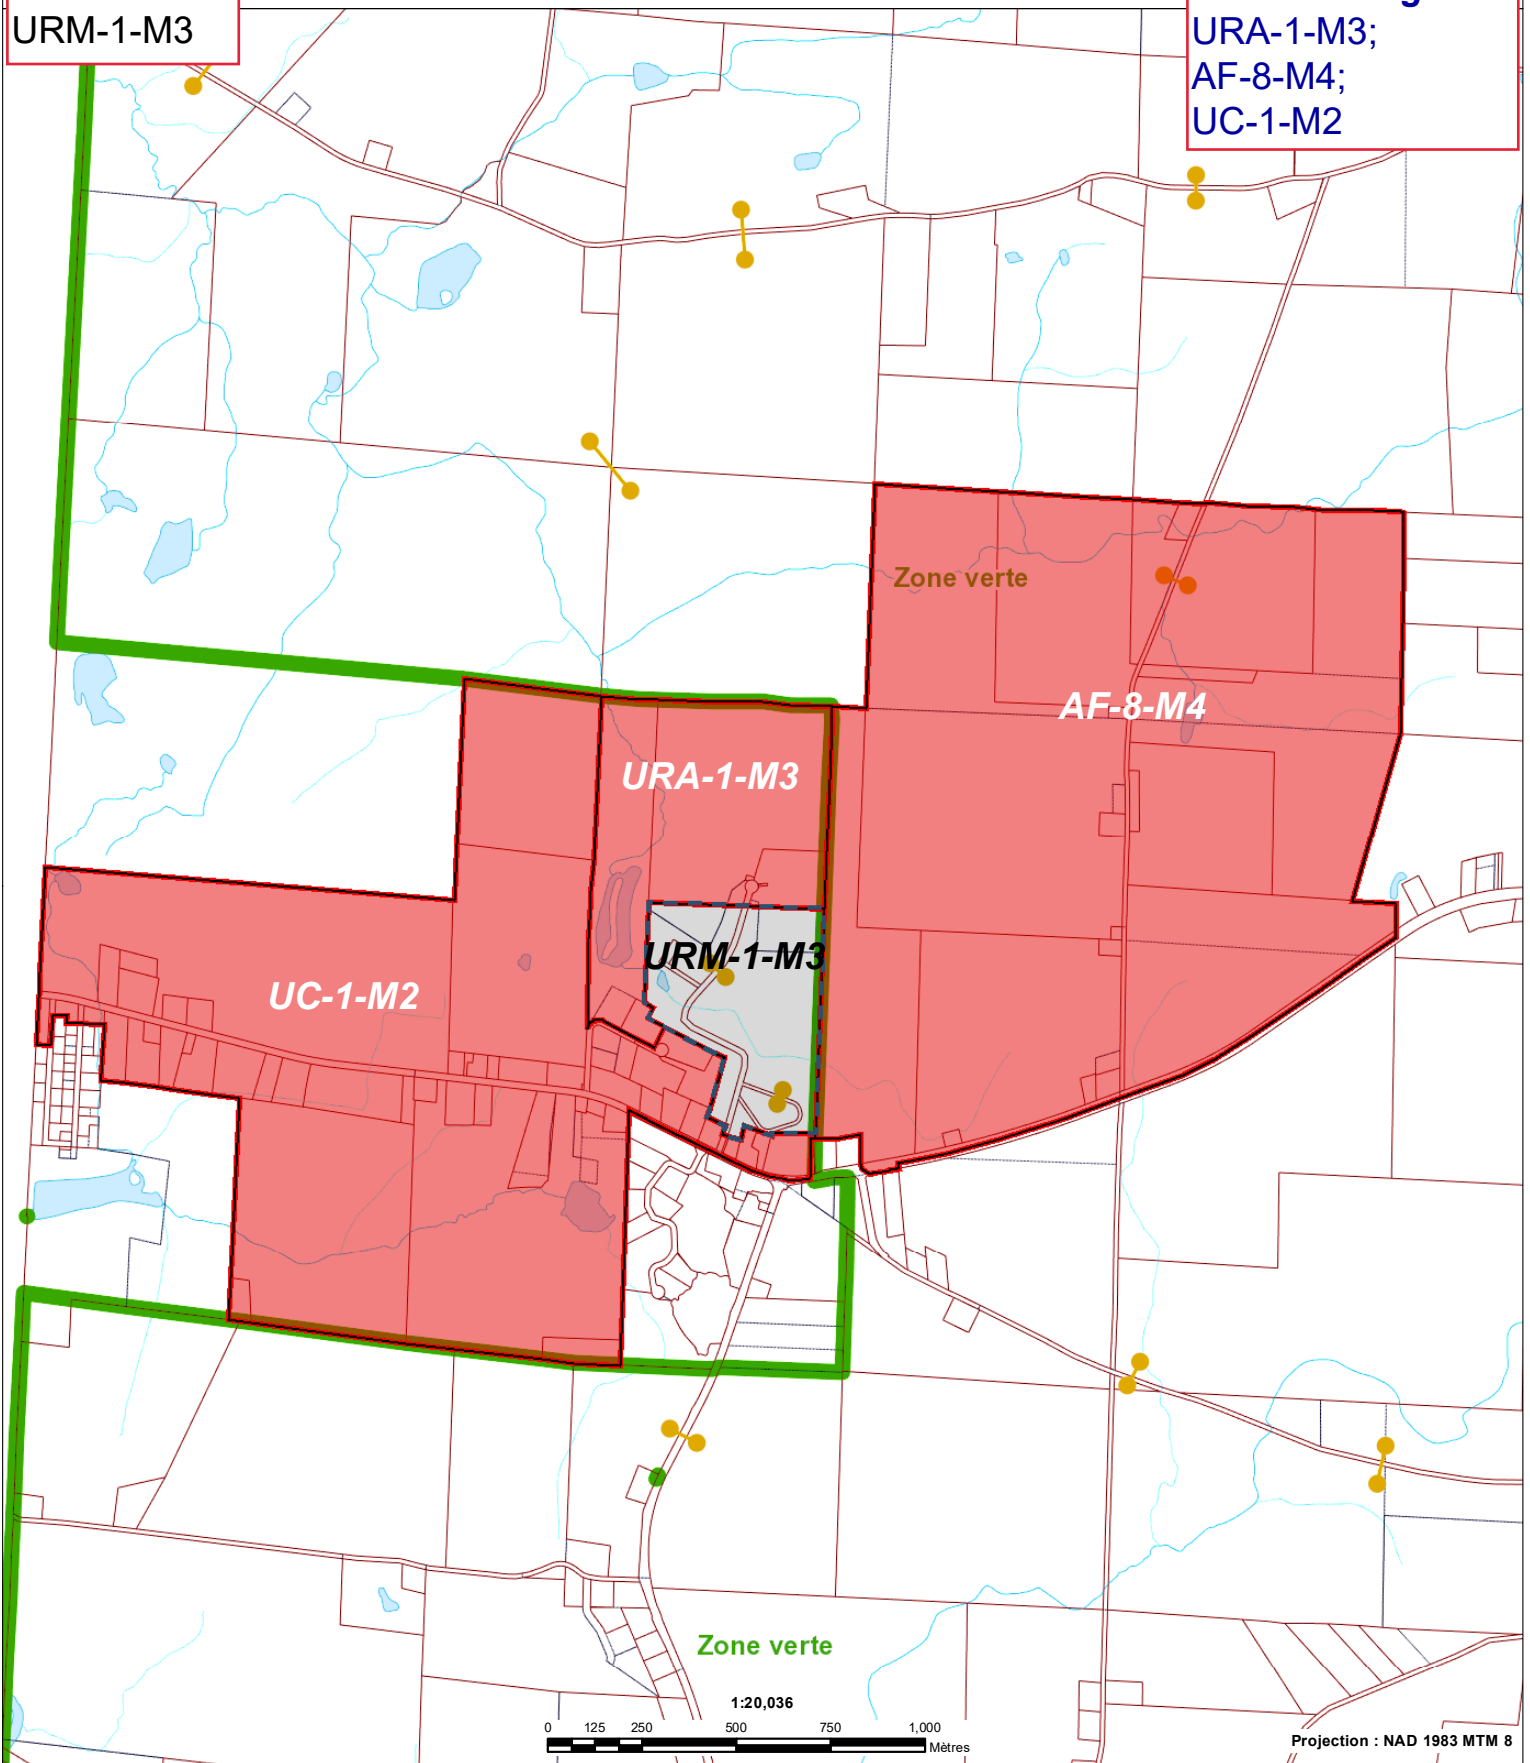 URM-1-M3
URA-1-M3;
AF-8-M4;
UC-1-M2
Zone verte
AF-8-M4
URA-1-M3
URM-1-M3
UC-1-M2
Zone verte
1:20,036
0 125 250 500 750 1,000
Mètres
Projection : NAD 1983 MTM 8